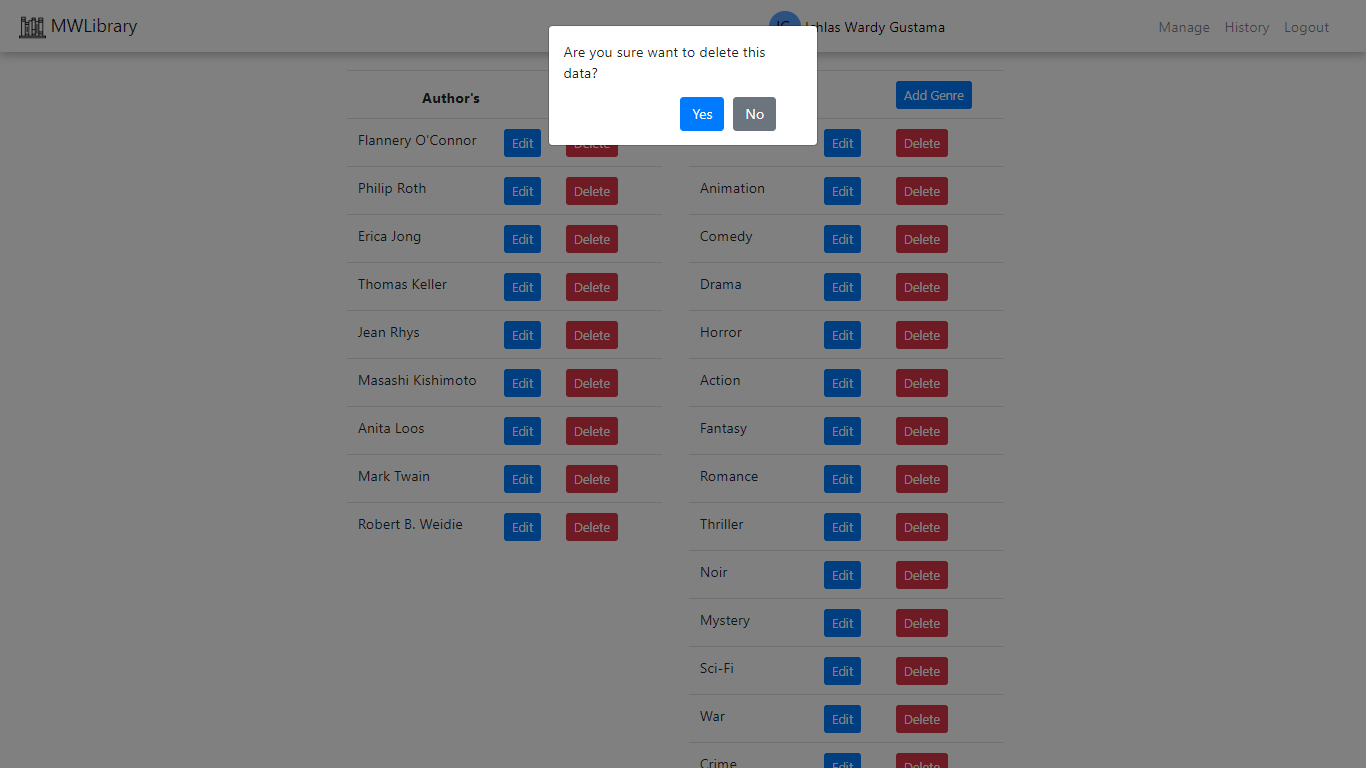 MWLibrary
Ichlas Wardy Gustama
Manage History Logout
Are you sure want to delete this
data?
Yes No
Author's
Add Genre
Flannery O'Connor Edit Delete
Edit Delete
Philip Roth Edit Delete
Animation Edit Delete
Erica Jong Edit Delete
Comedy Edit Delete
Thomas Keller Edit Delete
Drama Edit Delete
Jean Rhys Edit Delete
Horror Edit Delete
Masashi Kishimoto Edit Delete
Action Edit Delete
Anita Loos Edit Delete
Fantasy Edit Delete
Mark Twain Edit Delete
Romance Edit Delete
Robert B. Weidie Edit Delete
Thriller Edit Delete
Noir Edit Delete
Mystery Edit Delete
Sci-Fi Edit Delete
War Edit Delete
Crime Edit Delete